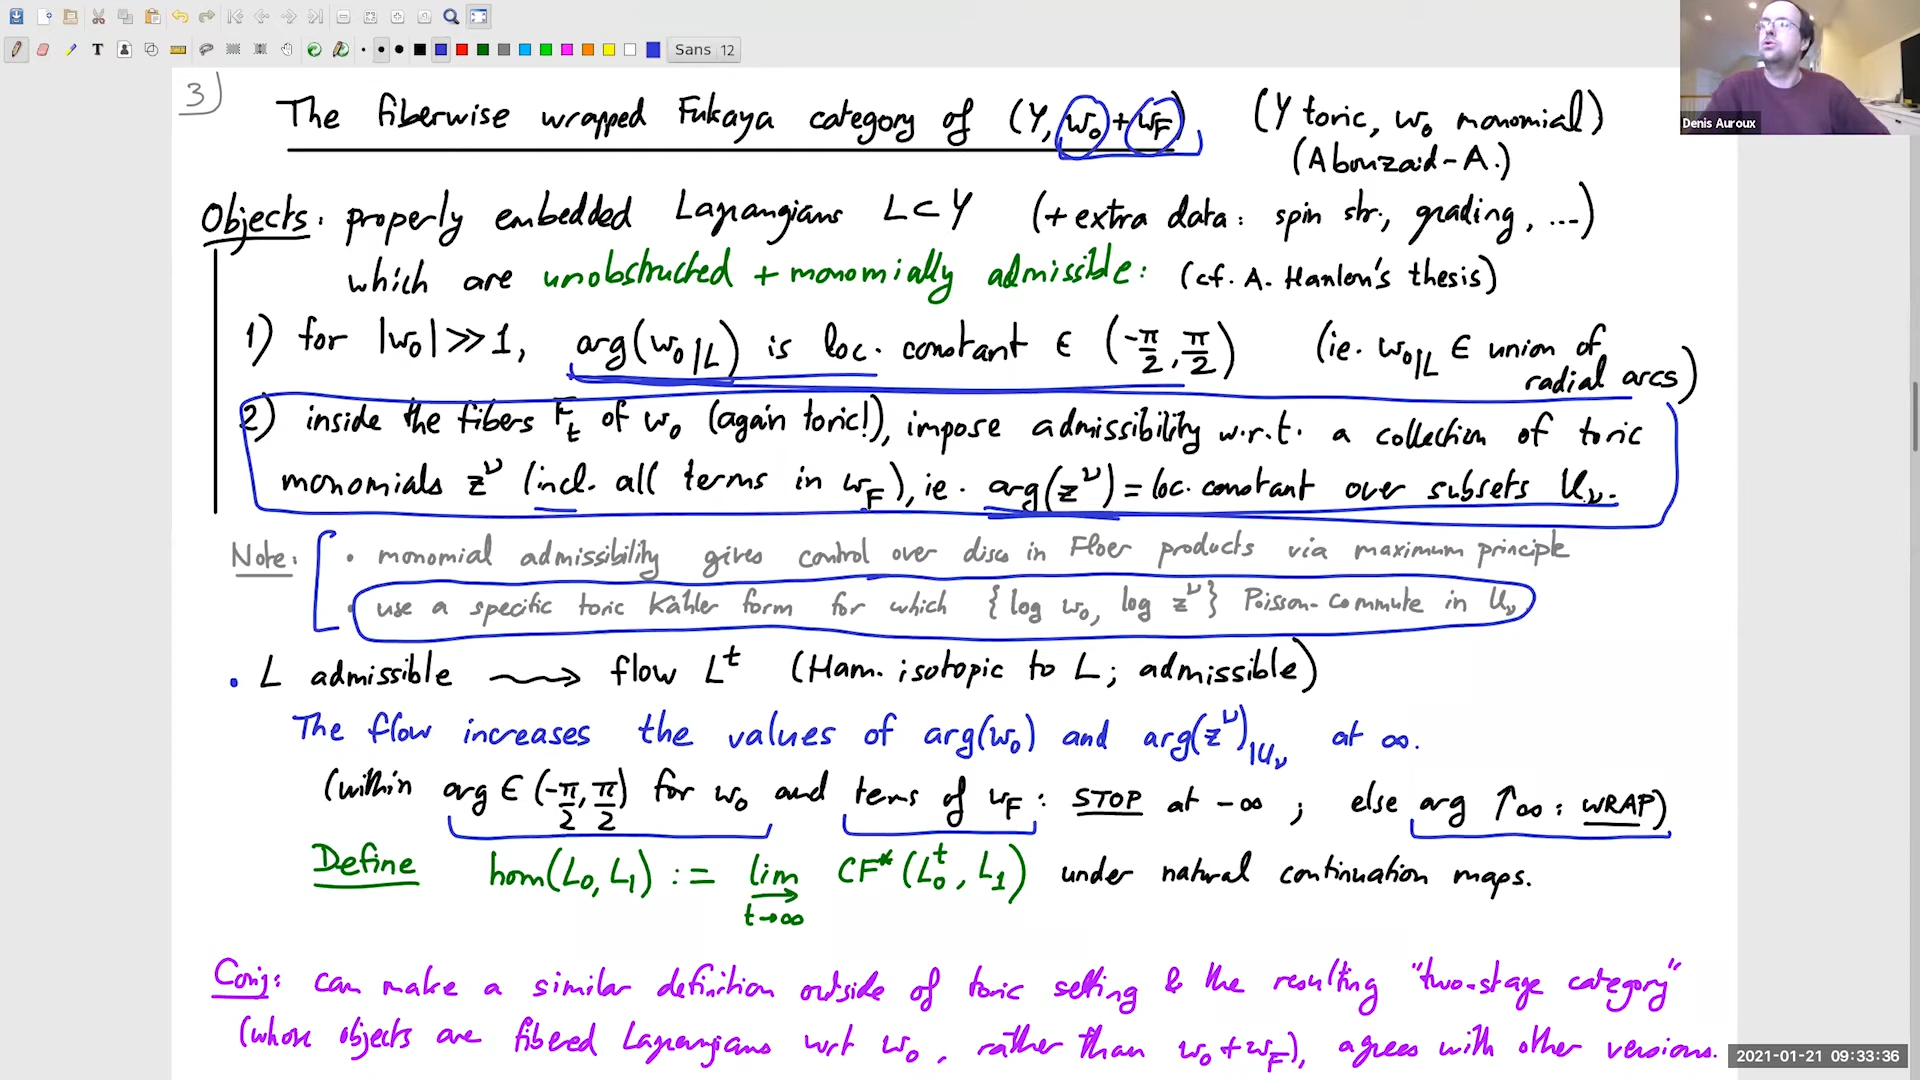 Sans 12
Denis Auroux
3)
The fiberwise wrapped Fukaya category of (Y, w₀ + w_F) (Y toric, w₀ monomial)
(Abouzaid-A.)
Objects: properly embedded Lagrangians L⊂Y (+ extra data: spin str., grading, ...)
which are unobstructed + monomially admissible: (cf. A. Hanlon's thesis)
1) for |w₀| ≫ 1, arg(w₀|L) is loc. constant ∈ (-π/2, π/2) (ie. w₀|L ∈ union of
radial arcs)
2) inside the fibers F_t of w₀ (again toric!), impose admissibility w.r.t. a collection of toric
monomials z^ν (incl. all terms in w_F), ie. arg(z^ν) = loc. constant over subsets U_ν.
Note: • monomial admissibility gives control over discs in Floer products via maximum principle
• use a specific toric Kähler form for which {log w₀, log z^ν} Poisson-commute in U_ν
• L admissible ⟿ flow L^t (Ham. isotopic to L; admissible)
The flow increases the values of arg(w₀) and arg(z^ν)|U_ν at ∞.
(within arg ∈ (-π/2, π/2) for w₀ and terms of w_F: STOP at -∞; else arg ↑∞: WRAP)
Define hom(L₀, L₁) := lim→ t→∞ CF*(L₀^t, L₁) under natural continuation maps.
Conj: can make a similar definition outside of toric setting & the resulting "two-stage category"
(whose objects are fibered Lagrangians wrt w₀, rather than w₀+w_F), agrees with other versions.
2021-01-21 09:33:36